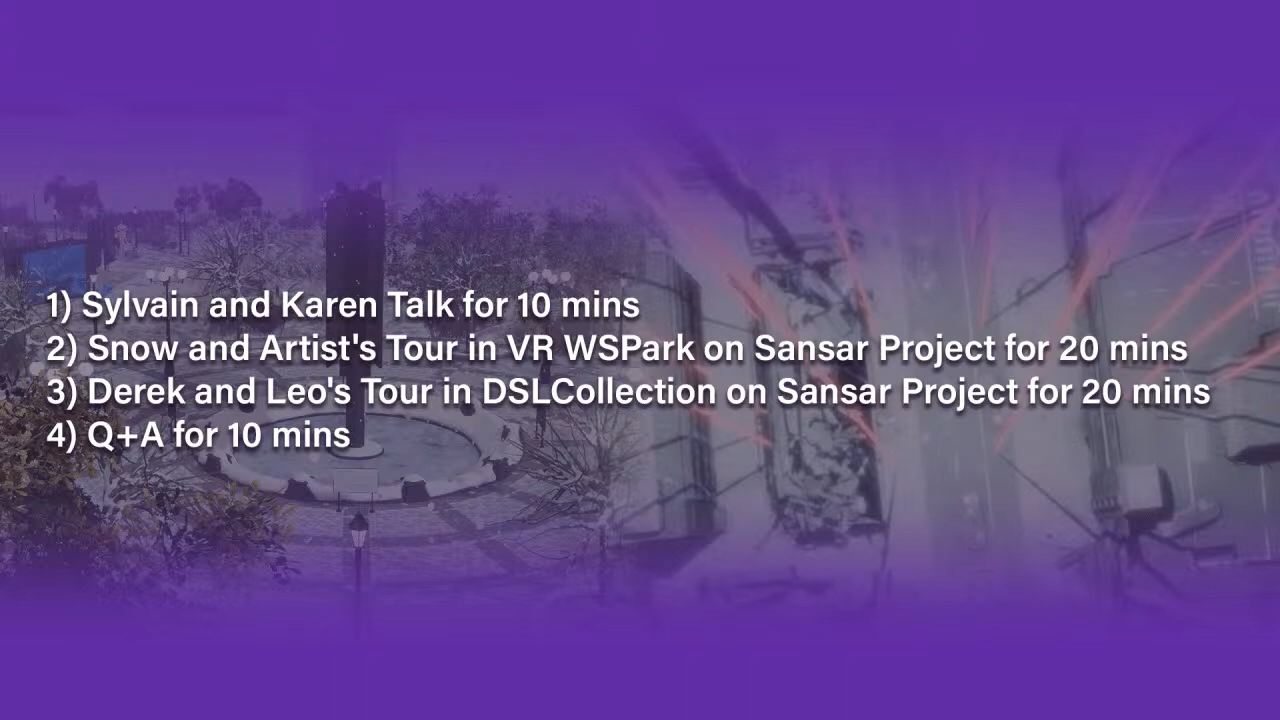 1) Sylvain and Karen Talk for 10 mins
2) Snow and Artist's Tour in VR WSPark on Sansar Project for 20 mins
3) Derek and Leo's Tour in DSLCollection on Sansar Project for 20 mins
4) Q+A for 10 mins